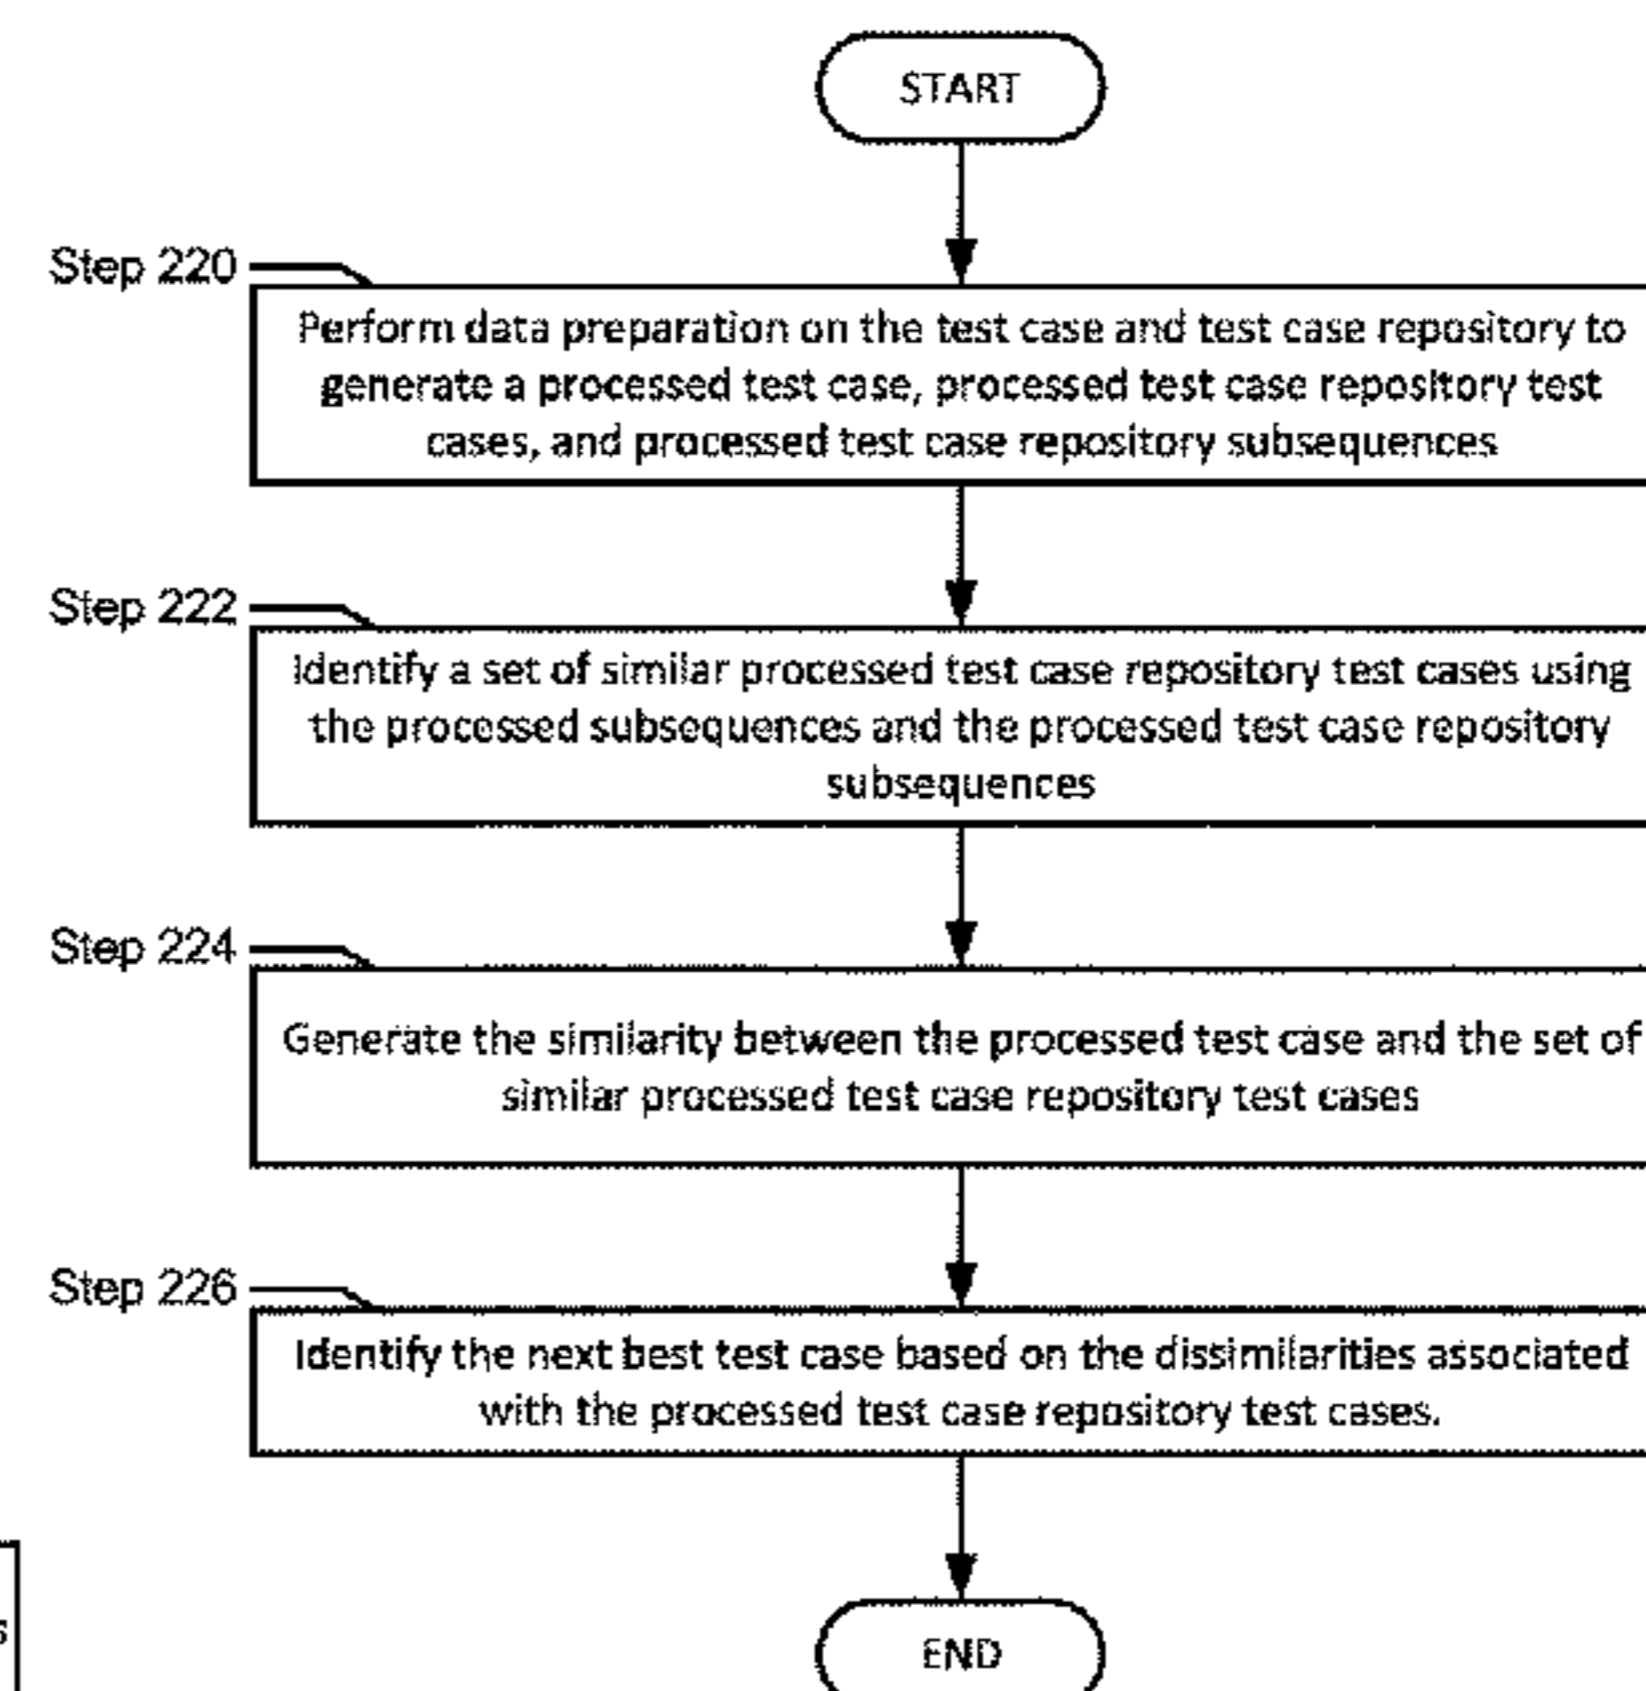 START
Step 220
Perform data preparation on the test case and test case repository to
generate a processed test case, processed test case repository test
cases, and processed test case repository subsequences
Step 222
Identify a set of similar processed test case repository test cases using
the processed subsequences and the processed test case repository
subsequences
Step 224
Generate the similarity between the processed test case and the set of
similar processed test case repository test cases
Step 226
Identify the next best test case based on the dissimilarities associated
with the processed test case repository test cases.
END